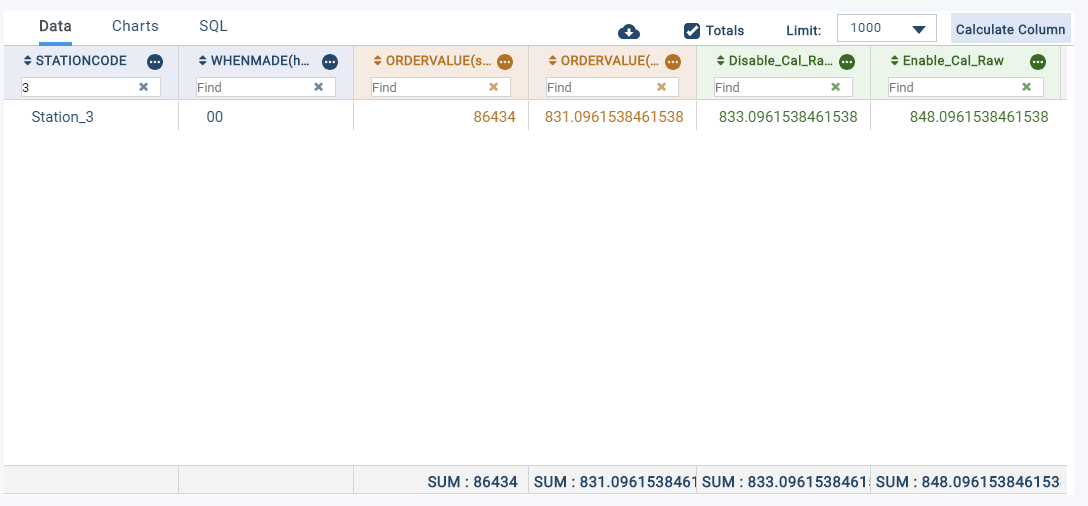 Data Charts SQL Totals Limit: 1000 Calculate Column
STATIONCODE WHENMADE(h... ORDERVALUE(s... ORDERVALUE(... Disable_Cal_Ra... Enable_Cal_Raw
3 Find Find Find Find Find
Station_3 00 86434 831.0961538461538 833.0961538461538 848.0961538461538
SUM : 86434 SUM : 831.0961538461 SUM : 833.0961538461 SUM : 848.096153846153